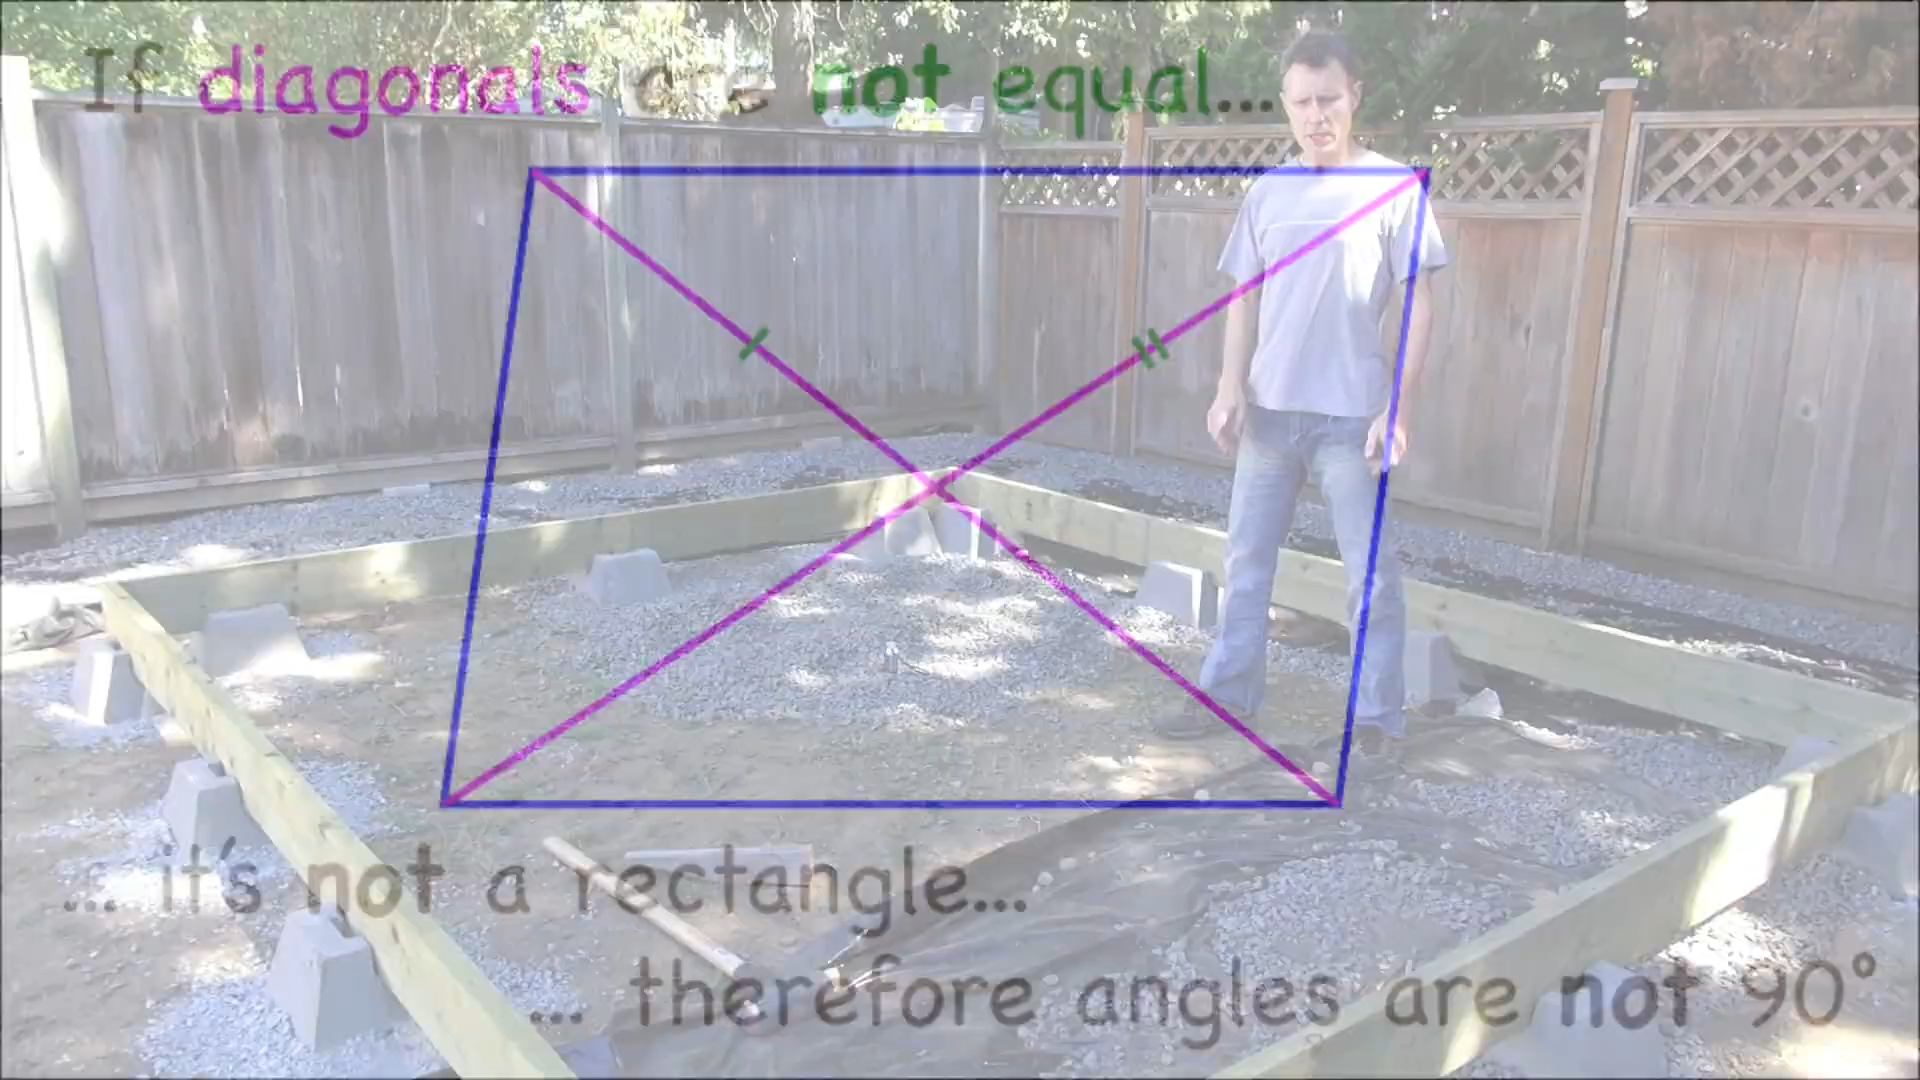 If diagonals are not equal...
... it's not a rectangle...
... therefore angles are not 90°